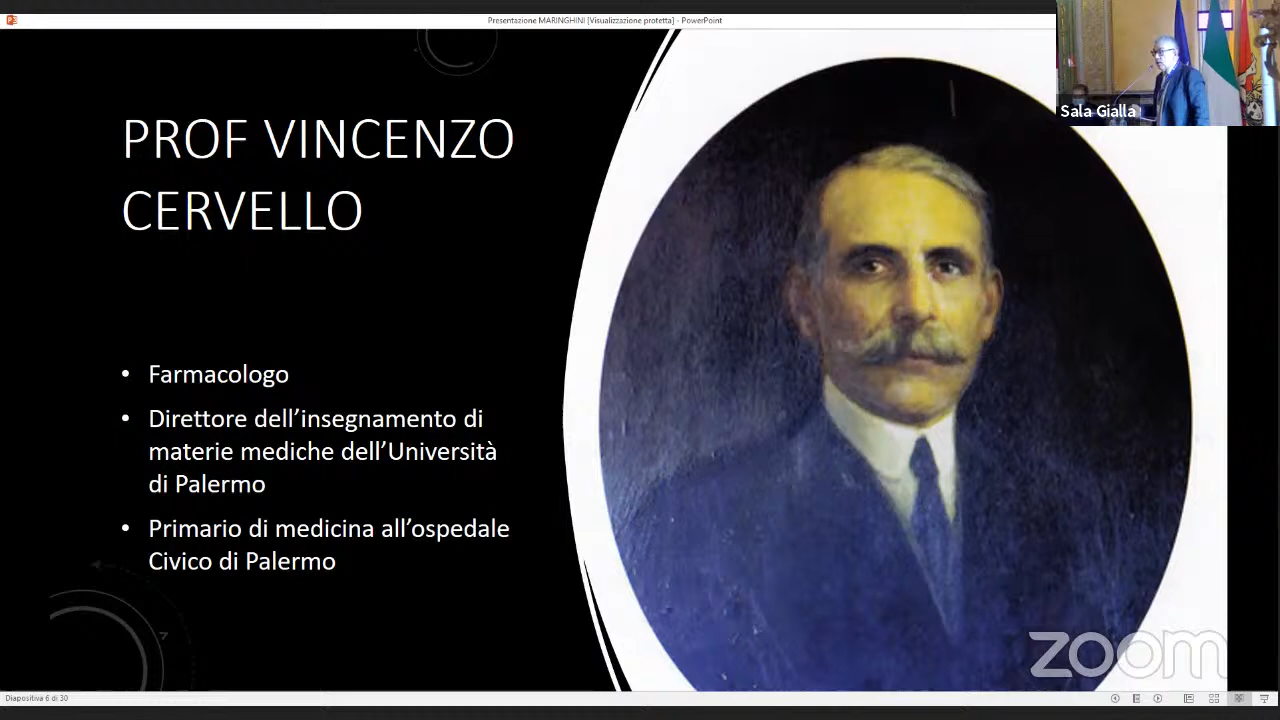 Presentazione MARINGHINI [Visualizzazione protetta] - PowerPoint
Sala Gialla
PROF VINCENZO
CERVELLO
• Farmacologo
• Direttore dell’insegnamento di
materie mediche dell’Università
di Palermo
• Primario di medicina all’ospedale
Civico di Palermo
zoom
Diapositiva 6 di 30